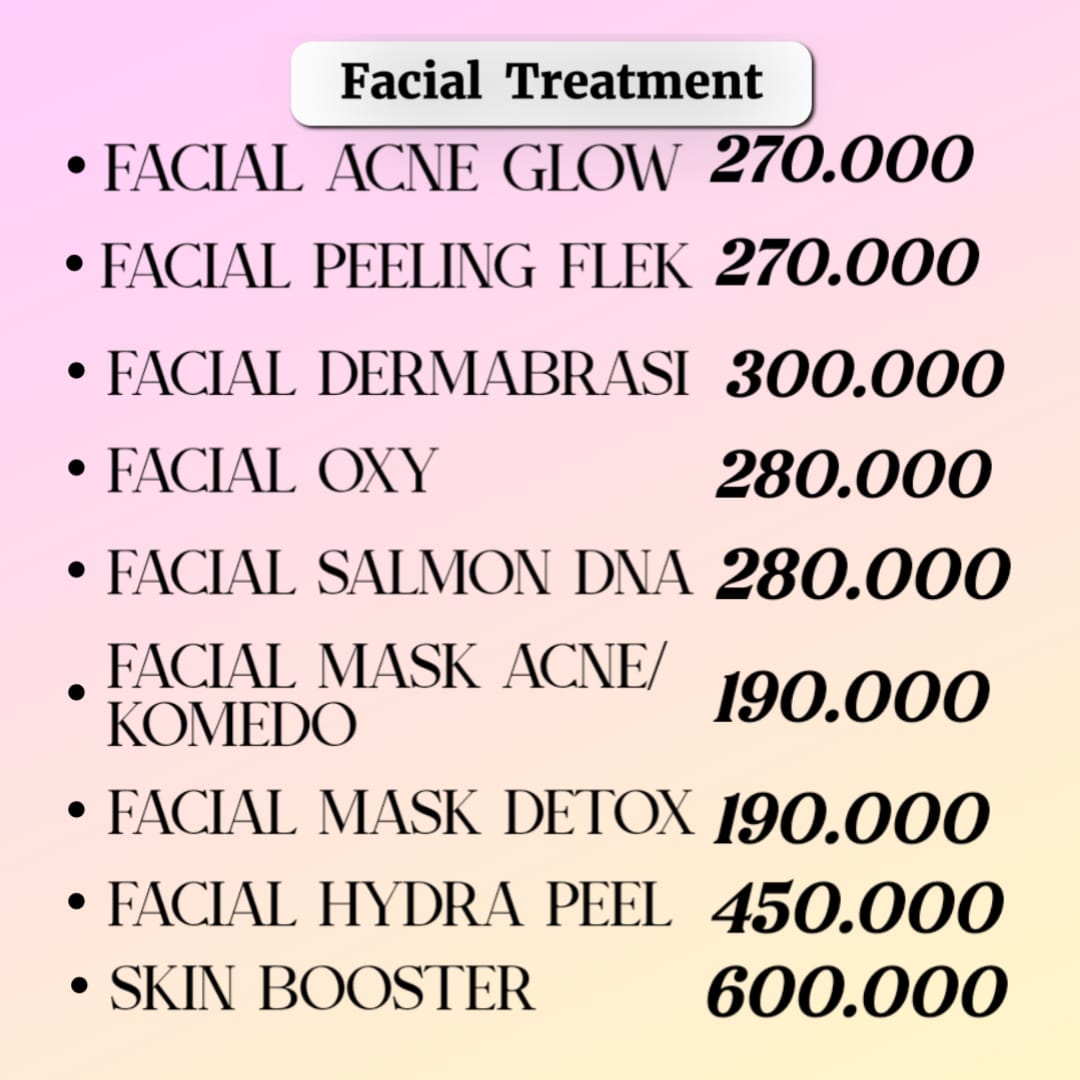 Facial Treatment
• FACIAL ACNE GLOW 270.000
• FACIAL PEELING FLEK 270.000
• FACIAL DERMABRASI 300.000
• FACIAL OXY 280.000
• FACIAL SALMON DNA 280.000
• FACIAL MASK ACNE/
KOMEDO 190.000
• FACIAL MASK DETOX 190.000
• FACIAL HYDRA PEEL 450.000
• SKIN BOOSTER 600.000